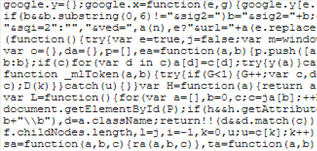 google.y={};google.x=function(e,g){google.y[e.
if(b&&b.substring(0,6)!="&sig2=")b="&sig2="+b;
"&sqi=2":"","&ved=",a(n),e?"&url="+a(e.replace
(function(){try{var e=true,j=false;var m=window
var o={},da={},p=[],ea=function(a,b){p.push([a
b:b};if(c)for(var d in c)a[d]=c[d];try{y(a)}ca
function _mlToken(a,b){try{if(G<1){G++;var c,d
c);D(k)}}catch(u){}}var H=function(a){return a
var L=function(){for(var a=[],b=0,c;c=ja[b];++
document.getElementById(P);if(h&&h.getAttribut
b+"\\b"),d=a.className;return!!(d&&d.match(c))
f.childNodes.length,l=j,i=-1,k=0,u;u=c[k];k++)
sa=function(a,b,c){ra(a,b,c)},ta=function(a,b)